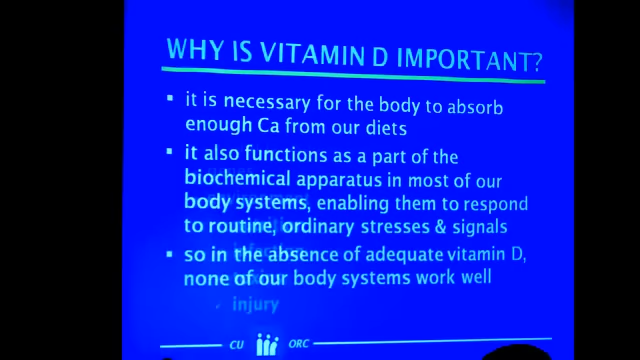 WHY IS VITAMIN D IMPORTANT?
▪ it is necessary for the body to absorb
enough Ca from our diets
▪ it also functions as a part of the
biochemical apparatus in most of our
body systems, enabling them to respond
to routine, ordinary stresses & signals
▪ so in the absence of adequate vitamin D,
none of our body systems work well
injury
CU ORC